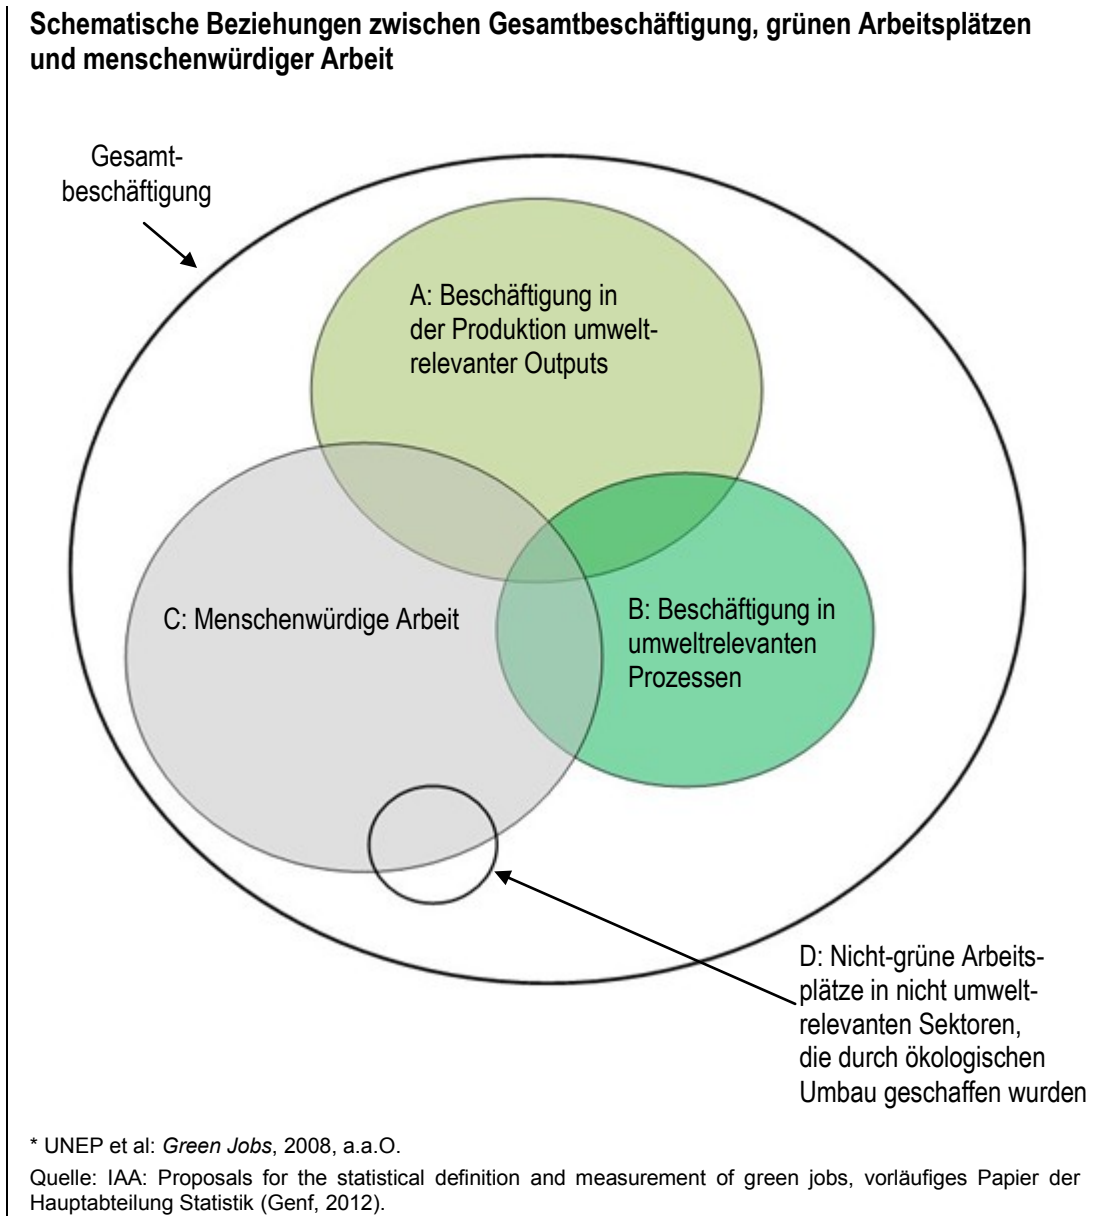 Schematische Beziehungen zwischen Gesamtbeschäftigung, grünen Arbeitsplätzen
und menschenwürdiger Arbeit
Gesamt-
beschäftigung
A: Beschäftigung in
der Produktion umwelt-
relevanter Outputs
C: Menschenwürdige Arbeit
B: Beschäftigung in
umweltrelevanten
Prozessen
D: Nicht-grüne Arbeits-
plätze in nicht umwelt-
relevanten Sektoren,
die durch ökologischen
Umbau geschaffen wurden
* UNEP et al: Green Jobs, 2008, a.a.O.
Quelle: IAA: Proposals for the statistical definition and measurement of green jobs, vorläufiges Papier der
Hauptabteilung Statistik (Genf, 2012).